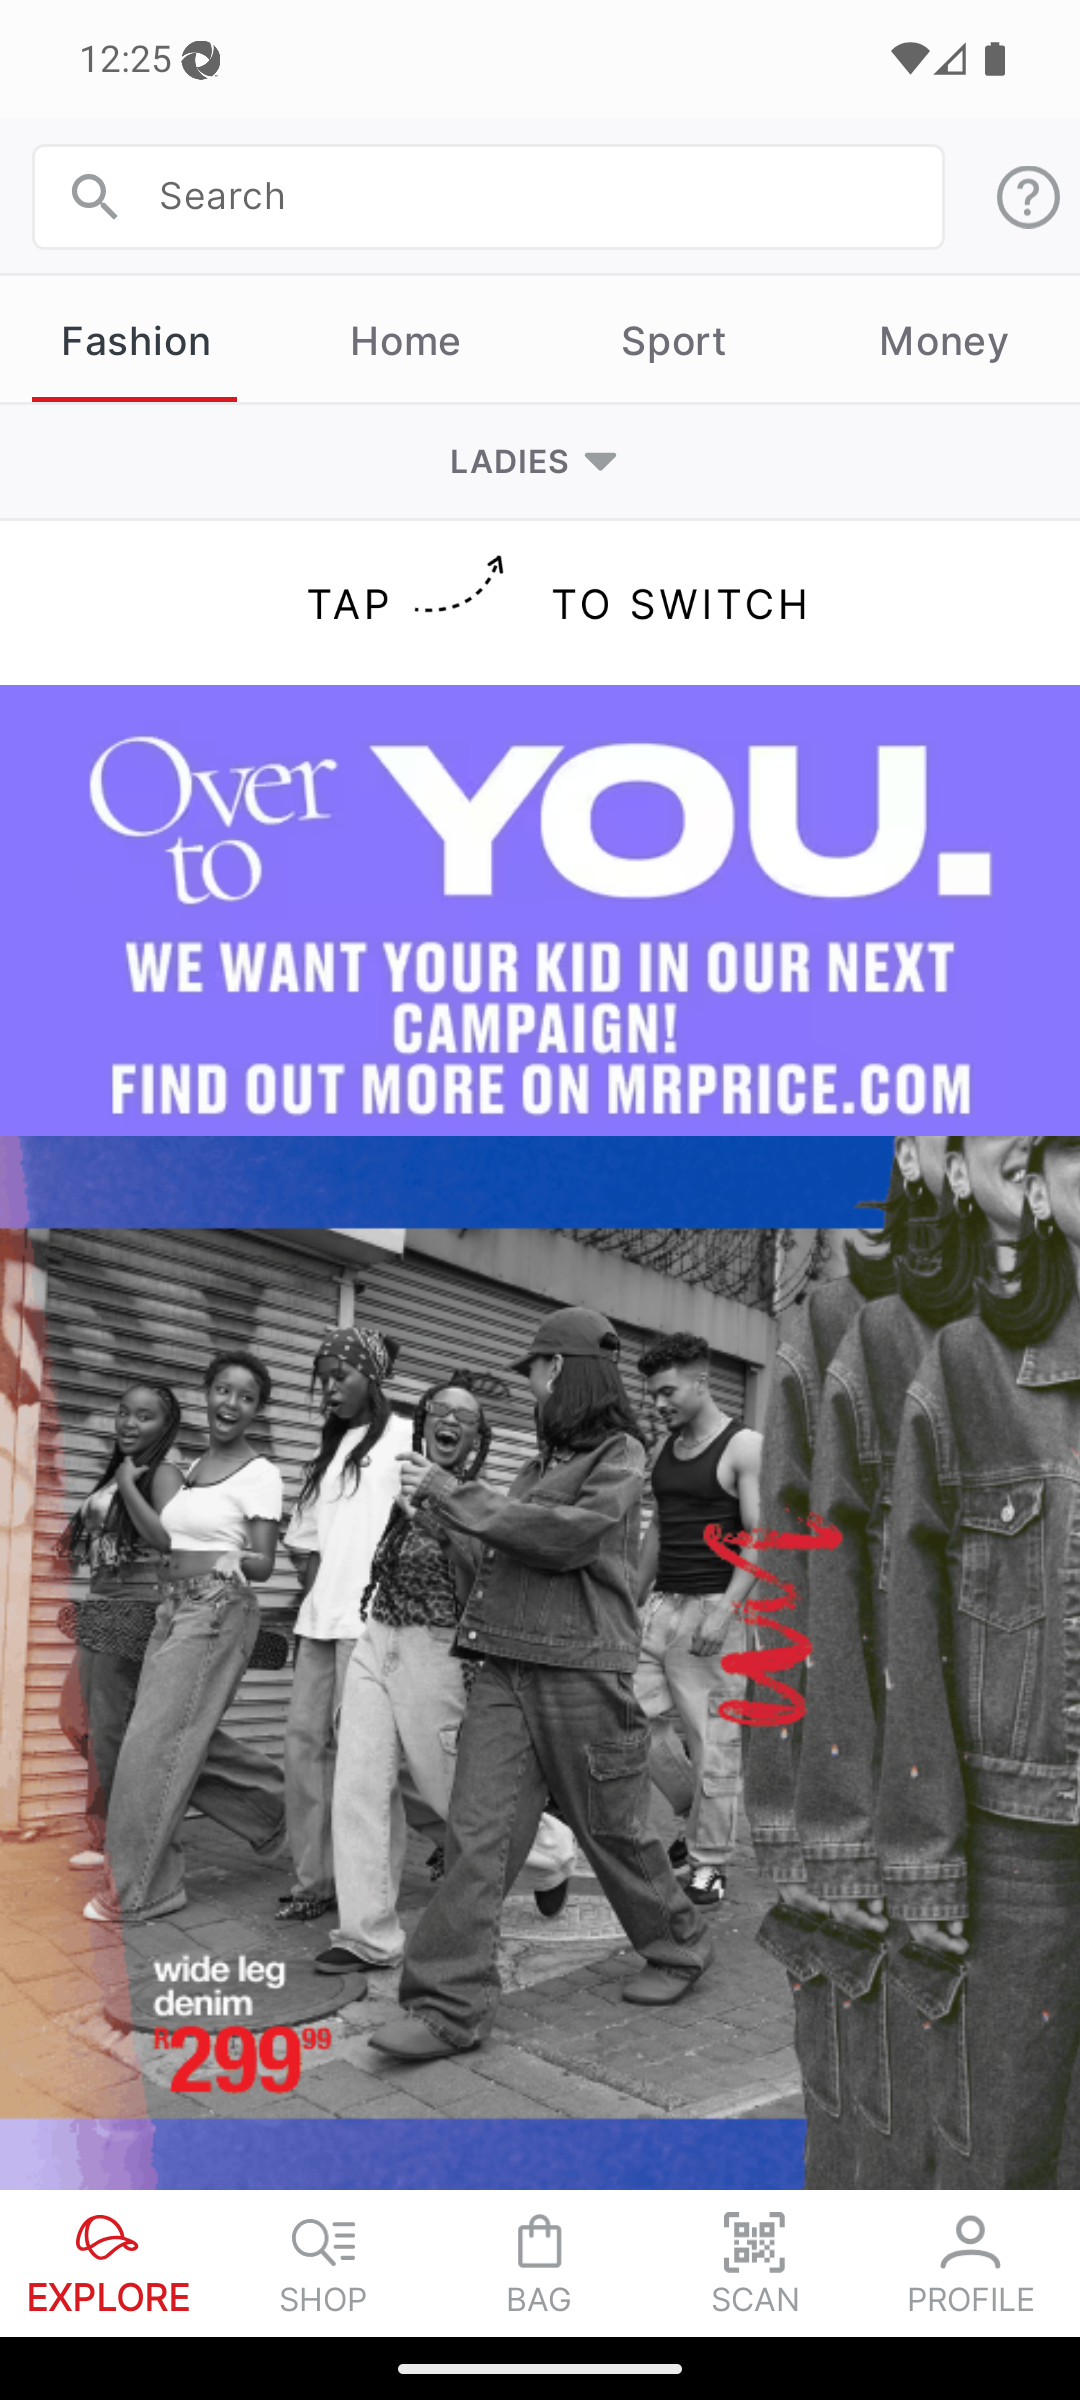 12:25
Search
Fashion Home Sport Money
LADIES
TAP TO SWITCH
Over to YOU.
WE WANT YOUR KID IN OUR NEXT
CAMPAIGN!
FIND OUT MORE ON MRPRICE.COM
mrp
wide leg
denim
R299 99
EXPLORE SHOP BAG SCAN PROFILE